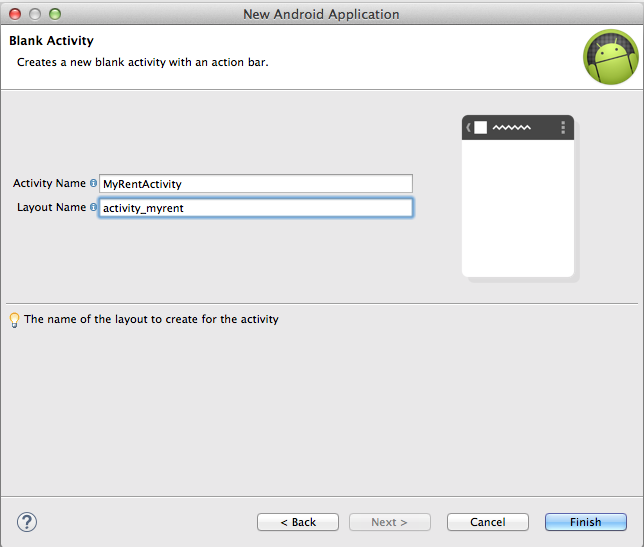 New Android Application
Blank Activity
Creates a new blank activity with an action bar.
Activity Name MyRentActivity
Layout Name activity_myrent
The name of the layout to create for the activity
? < Back Next > Cancel Finish